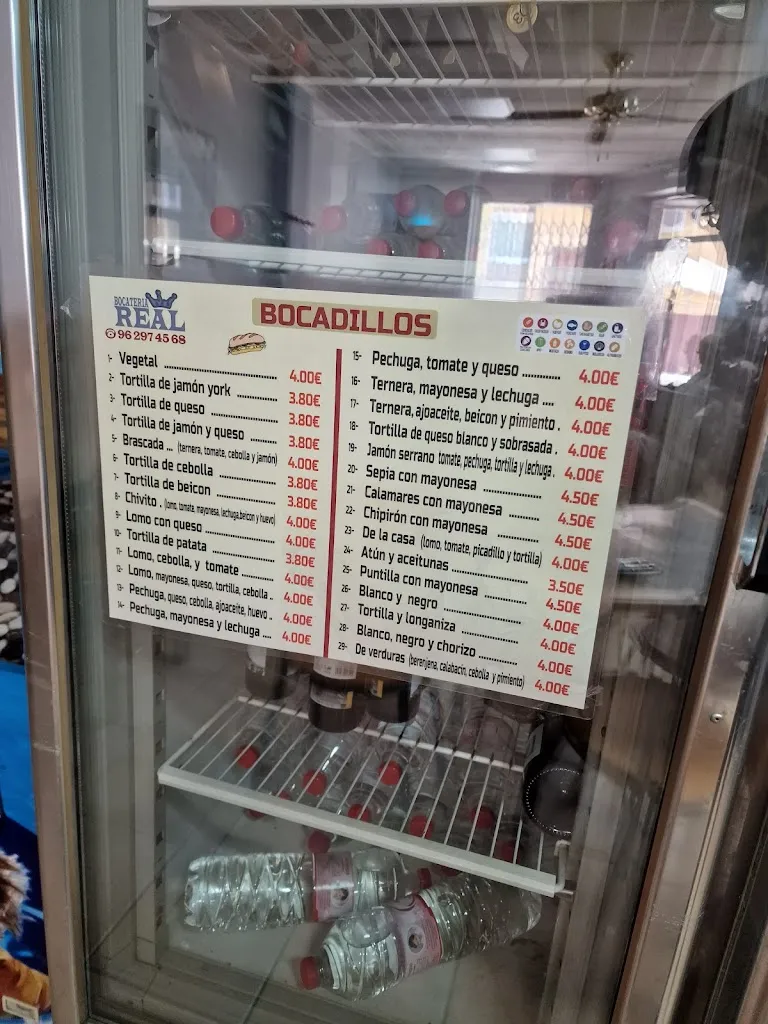 BOCATERIA
REAL
96 297 45 68
BOCADILLOS
1- Vegetal ........ 4.00€
2- Tortilla de jamón york ........ 3.80€
3- Tortilla de queso ........ 3.80€
4- Tortilla de jamón y queso ........ 3.80€
5- Brascada ... (ternera, tomate, cebolla y jamón) 4.00€
6- Tortilla de cebolla ........ 3.80€
7- Tortilla de beicon ........ 3.80€
8- Chivito . (lomo, tomate, mayonesa, lechuga,beicon y huevo) 4.00€
9- Lomo con queso ........ 4.00€
10- Tortilla de patata ........ 3.80€
11- Lomo, cebolla, y tomate ........ 4.00€
12- Lomo, mayonesa, queso, tortilla, cebolla . 4.00€
13- Pechuga, queso, cebolla, ajoaceite, huevo . 4.00€
14- Pechuga, mayonesa y lechuga .... 4.00€
15- Pechuga, tomate y queso ........ 4.00€
16- Ternera, mayonesa y lechuga .... 4.00€
17- Ternera, ajoaceite, beicon y pimiento . 4.00€
18- Tortilla de queso blanco y sobrasada . 4.00€
19- Jamón serrano tomate, pechuga, tortilla y lechuga . 4.00€
20- Sepia con mayonesa ........ 4.50€
21- Calamares con mayonesa ........ 4.50€
22- Chipirón con mayonesa ........ 4.50€
23- De la casa (lomo, tomate, picadillo y tortilla) 4.00€
24- Atún y aceitunas ........ 3.50€
25- Puntilla con mayonesa ........ 4.50€
26- Blanco y negro ........ 4.00€
27- Tortilla y longaniza ........ 4.00€
28- Blanco, negro y chorizo ........ 4.00€
29- De verduras (berenjena, calabacin, cebolla y pimiento) 4.00€